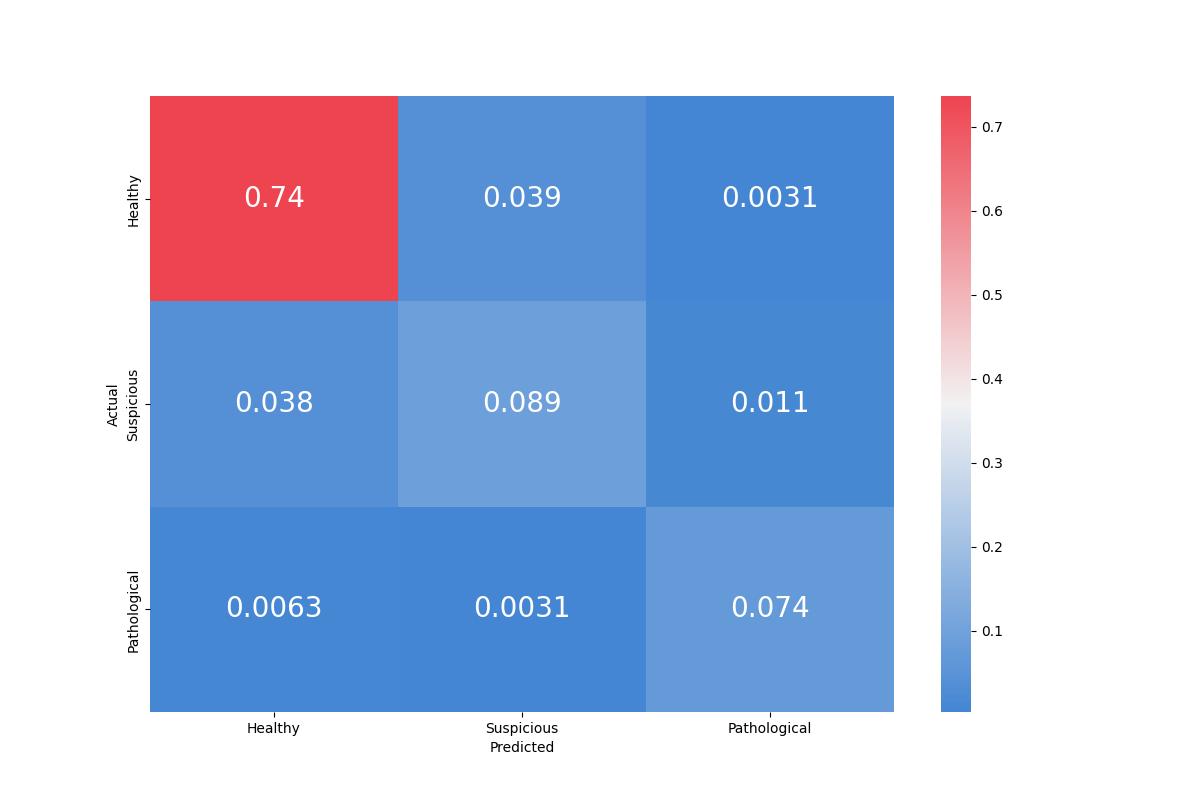 0.74 0.039 0.0031
0.038 0.089 0.011
0.0063 0.0031 0.074
Healthy
Suspicious
Pathological
Actual
Healthy Suspicious Pathological
Predicted
0.7
0.6
0.5
0.4
0.3
0.2
0.1